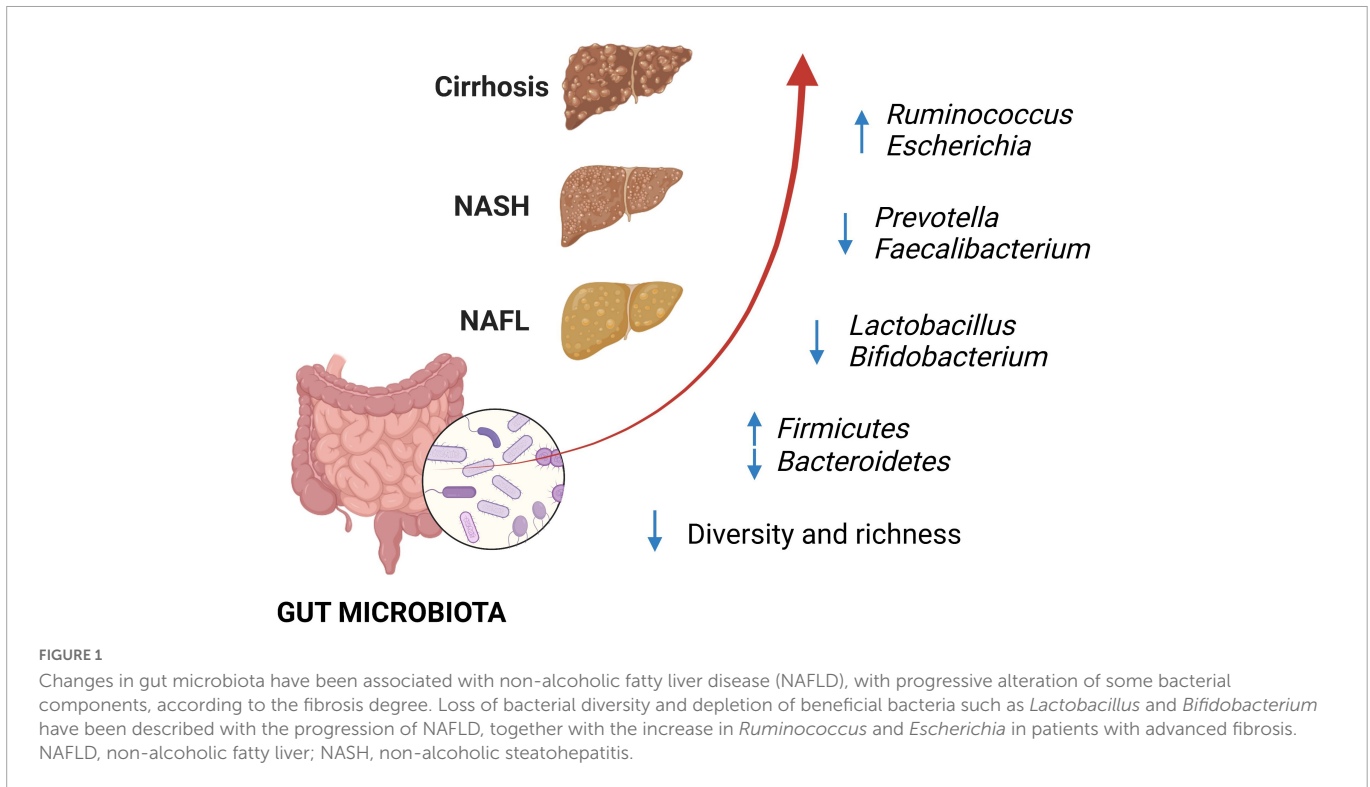 Cirrhosis
NASH
NAFL
GUT MICROBIOTA
Ruminococcus
Escherichia
Prevotella
Faecalibacterium
Lactobacillus
Bifidobacterium
Firmicutes
Bacteroidetes
Diversity and richness
FIGURE 1
Changes in gut microbiota have been associated with non-alcoholic fatty liver disease (NAFLD), with progressive alteration of some bacterial
components, according to the fibrosis degree. Loss of bacterial diversity and depletion of beneficial bacteria such as Lactobacillus and Bifidobacterium
have been described with the progression of NAFLD, together with the increase in Ruminococcus and Escherichia in patients with advanced fibrosis.
NAFLD, non-alcoholic fatty liver; NASH, non-alcoholic steatohepatitis.